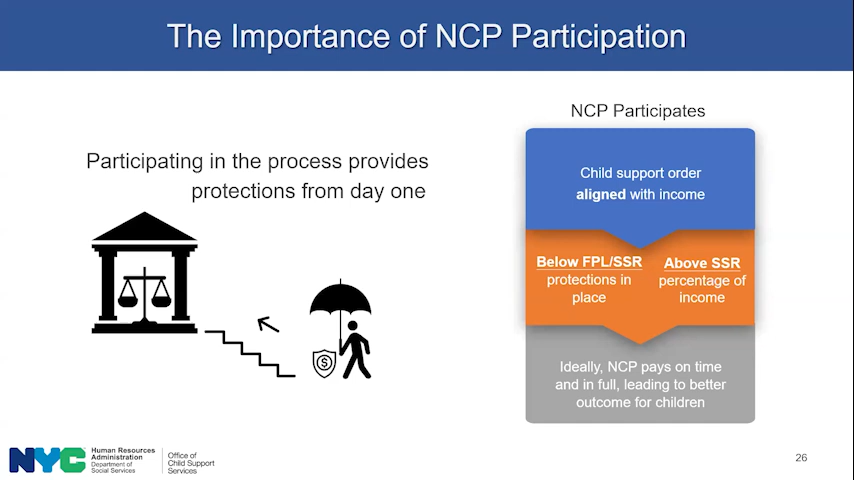 The Importance of NCP Participation
Participating in the process provides
protections from day one
$
NCP Participates
Child support order
aligned with income
Below FPL/SSR
protections in
place
Above SSR
percentage of
income
Ideally, NCP pays on time
and in full, leading to better
outcome for children
NYC
Human Resources
Administration
Department of
Social Services
Office of
Child Support
Services
26